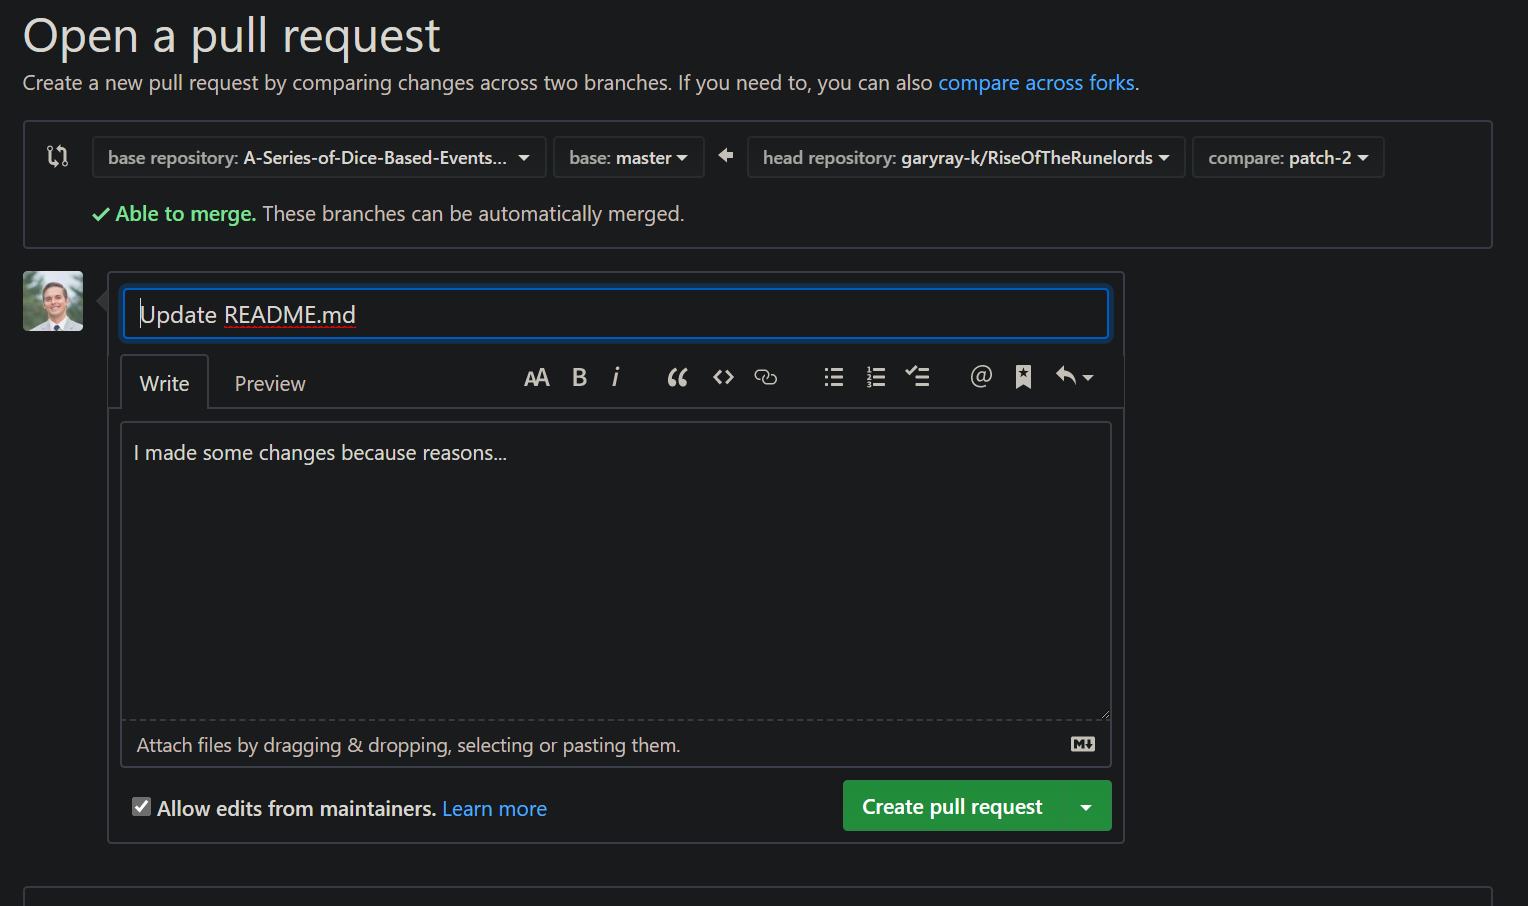 Open a pull request
Create a new pull request by comparing changes across two branches. If you need to, you can also compare across forks.
base repository: A-Series-of-Dice-Based-Events... base: master head repository: garyray-k/RiseOfTheRunelords compare: patch-2
Able to merge. These branches can be automatically merged.
Update README.md
Write Preview
I made some changes because reasons...
Attach files by dragging & dropping, selecting or pasting them.
Allow edits from maintainers. Learn more
Create pull request